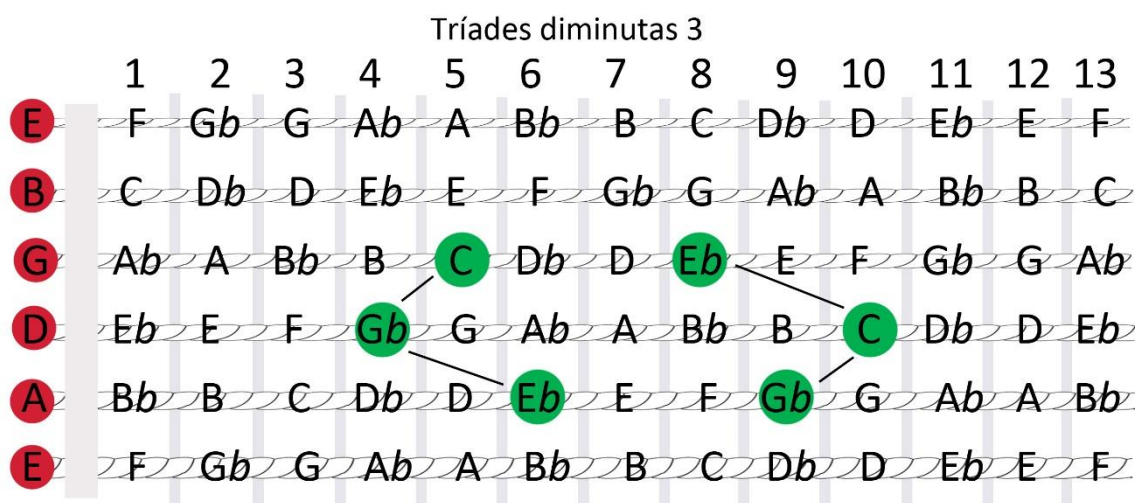 Tríades diminutas 3
1 2 3 4 5 6 7 8 9 10 11 12 13
E F Gb G Ab A Bb B C Db D Eb E F
B C Db D Eb E F Gb G Ab A Bb B C
G Ab A Bb B C Db D Eb E F Gb G Ab
D Eb E F Gb G Ab A Bb B C Db D Eb
A Bb B C Db D Eb E F Gb G Ab A Bb
E F Gb G Ab A Bb B C Db D Eb E F